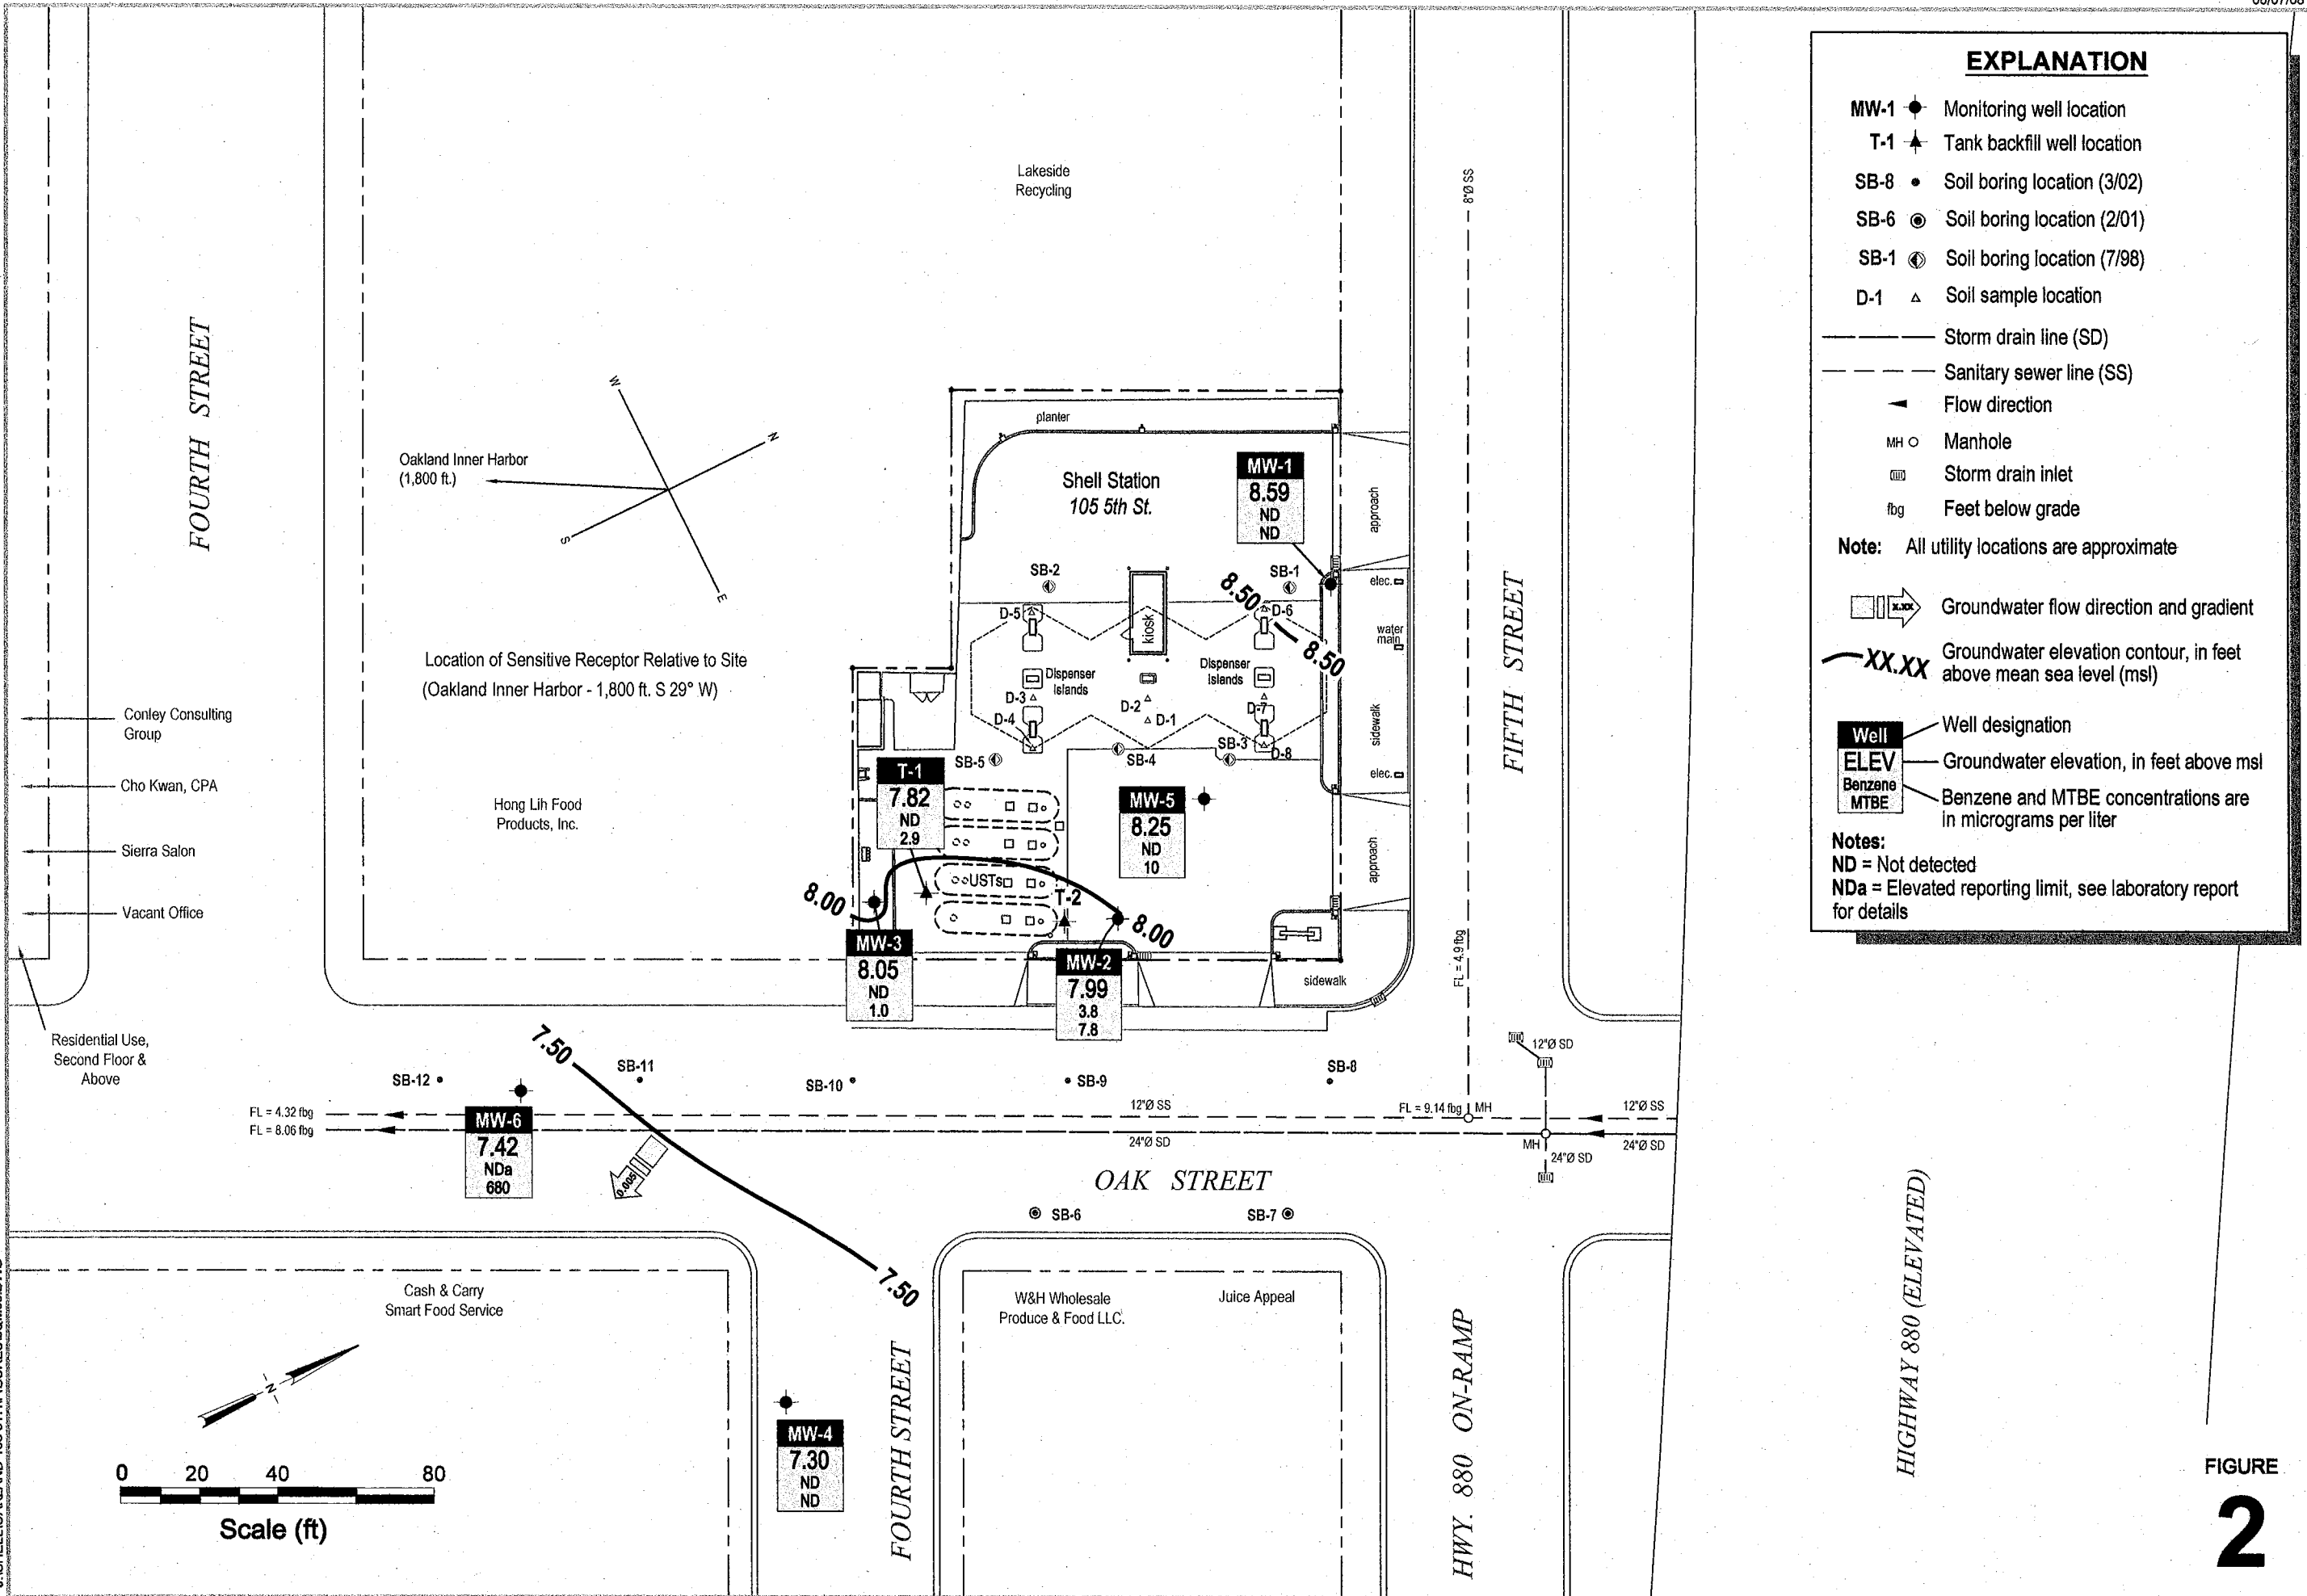 EXPLANATION
MW-1 Monitoring well location
T-1 Tank backfill well location
SB-8 Soil boring location (3/02)
SB-6 Soil boring location (2/01)
SB-1 Soil boring location (7/98)
D-1 Soil sample location
Storm drain line (SD)
Sanitary sewer line (SS)
Flow direction
MH Manhole
Storm drain inlet
fbg Feet below grade
Note: All utility locations are approximate
x.xx Groundwater flow direction and gradient
XX.XX Groundwater elevation contour, in feet
above mean sea level (msl)
Well Well designation
ELEV Groundwater elevation, in feet above msl
Benzene
MTBE
Benzene and MTBE concentrations are
in micrograms per liter
Notes:
ND = Not detected
NDa = Elevated reporting limit, see laboratory report
for details
Lakeside
Recycling
8"Ø SS
FOURTH STREET
W
N
S
E
Oakland Inner Harbor
(1,800 ft.)
Location of Sensitive Receptor Relative to Site
(Oakland Inner Harbor - 1,800 ft. S 29° W)
planter
Shell Station
105 5th St.
MW-1
8.59
ND
ND
approach
SB-2
SB-1
elec.
8.50
D-5
D-6
kiosk
water
main
8.50
FIFTH STREET
Dispenser
Islands
Dispenser
Islands
D-3
D-2
D-7
D-4
D-1
sidewalk
SB-3
D-8
SB-5
SB-4
elec.
Conley Consulting
Group
Cho Kwan, CPA
Sierra Salon
Vacant Office
Hong Lih Food
Products, Inc.
T-1
7.82
ND
2.9
MW-5
8.25
ND
10
approach
USTs
T-2
8.00
8.00
MW-3
8.05
ND
1.0
MW-2
7.99
3.8
7.8
sidewalk
FL = 4.9 fbg
Residential Use,
Second Floor &
Above
7.50
SB-12
SB-11
SB-10
SB-9
SB-8
12"Ø SD
FL = 4.32 fbg
12"Ø SS
FL = 9.14 fbg
MH
12"Ø SS
FL = 8.06 fbg
24"Ø SD
MH
24"Ø SD
24"Ø SD
MW-6
7.42
NDa
680
0.005
OAK STREET
SB-6
SB-7
7.50
Cash & Carry
Smart Food Service
W&H Wholesale
Produce & Food LLC.
Juice Appeal
N
MW-4
7.30
ND
ND
FOURTH STREET
HWY. 880 ON-RAMP
HIGHWAY 880 (ELEVATED)
0 20 40 80
Scale (ft)
FIGURE
2